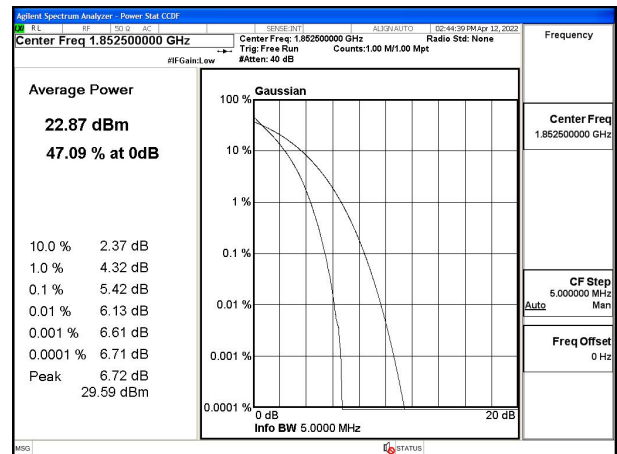 Agilent Spectrum Analyzer - Power Stat CCDF
RL RF 50 Ω AC SENSE:INT ALIGN AUTO 02:44:39 PM Apr 12, 2022
Center Freq 1.852500000 GHz
Center Freq: 1.852500000 GHz Radio Std: None
Trig: Free Run Counts:1.00 M/1.00 Mpt
#IFGain:Low #Atten: 40 dB
Frequency
Average Power
22.87 dBm
47.09 % at 0dB
10.0 % 2.37 dB
1.0 % 4.32 dB
0.1 % 5.42 dB
0.01 % 6.13 dB
0.001 % 6.61 dB
0.0001 % 6.71 dB
Peak 6.72 dB
29.59 dBm
Gaussian
100 %
10 %
1 %
0.1 %
0.01 %
0.001 %
0.0001 %
0 dB 20 dB
Info BW 5.0000 MHz
Center Freq
1.852500000 GHz
CF Step
5.000000 MHz
Auto Man
Freq Offset
0 Hz
MSG STATUS